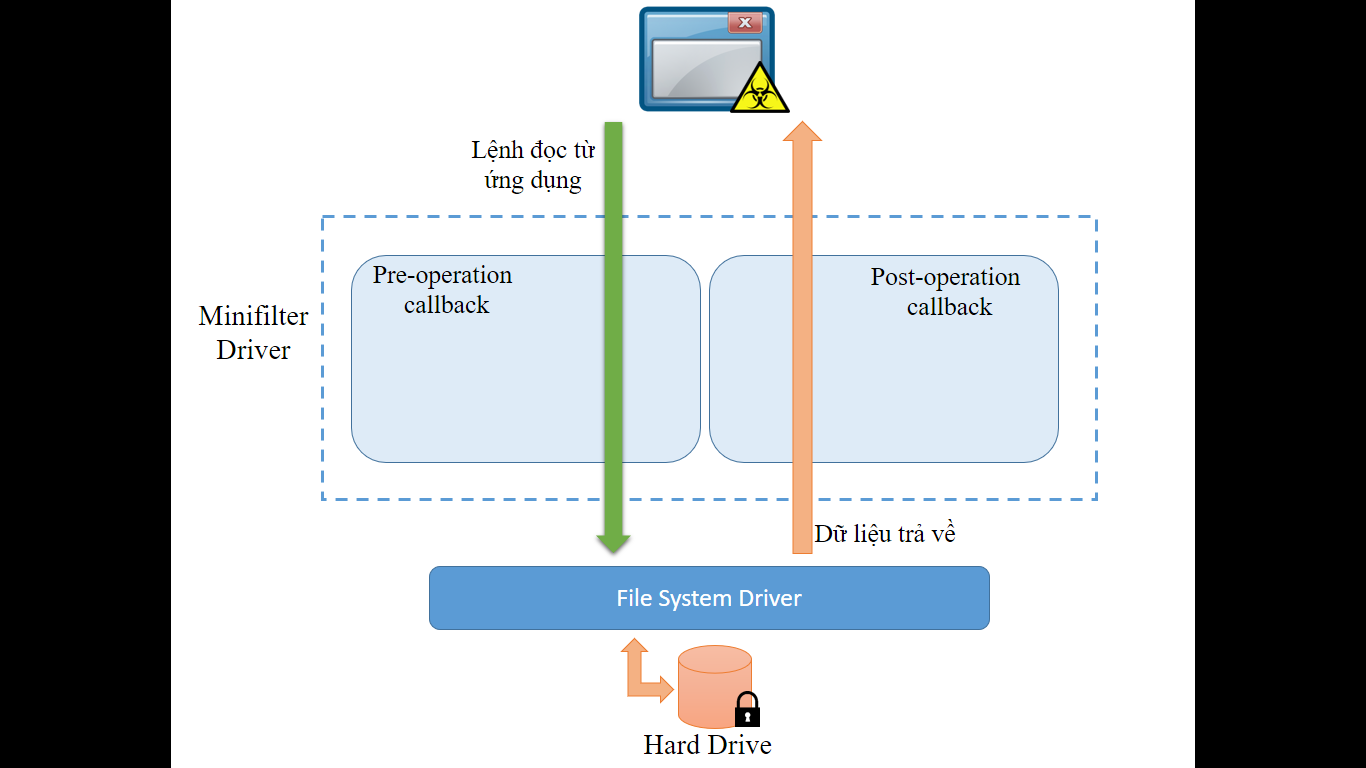 Lệnh đọc từ
ứng dụng
Pre-operation
callback
Post-operation
callback
Minifilter
Driver
Dữ liệu trả về
File System Driver
Hard Drive